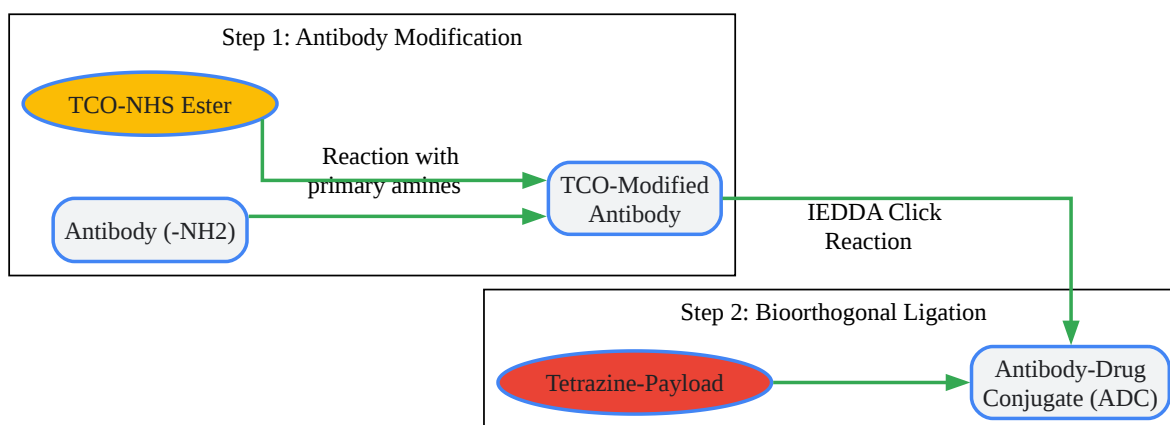 Step 1: Antibody Modification
TCO-NHS Ester
Reaction with
primary amines
Antibody (-NH2)
TCO-Modified
Antibody
IEDDA Click
Reaction
Step 2: Bioorthogonal Ligation
Tetrazine-Payload
Antibody-Drug
Conjugate (ADC)